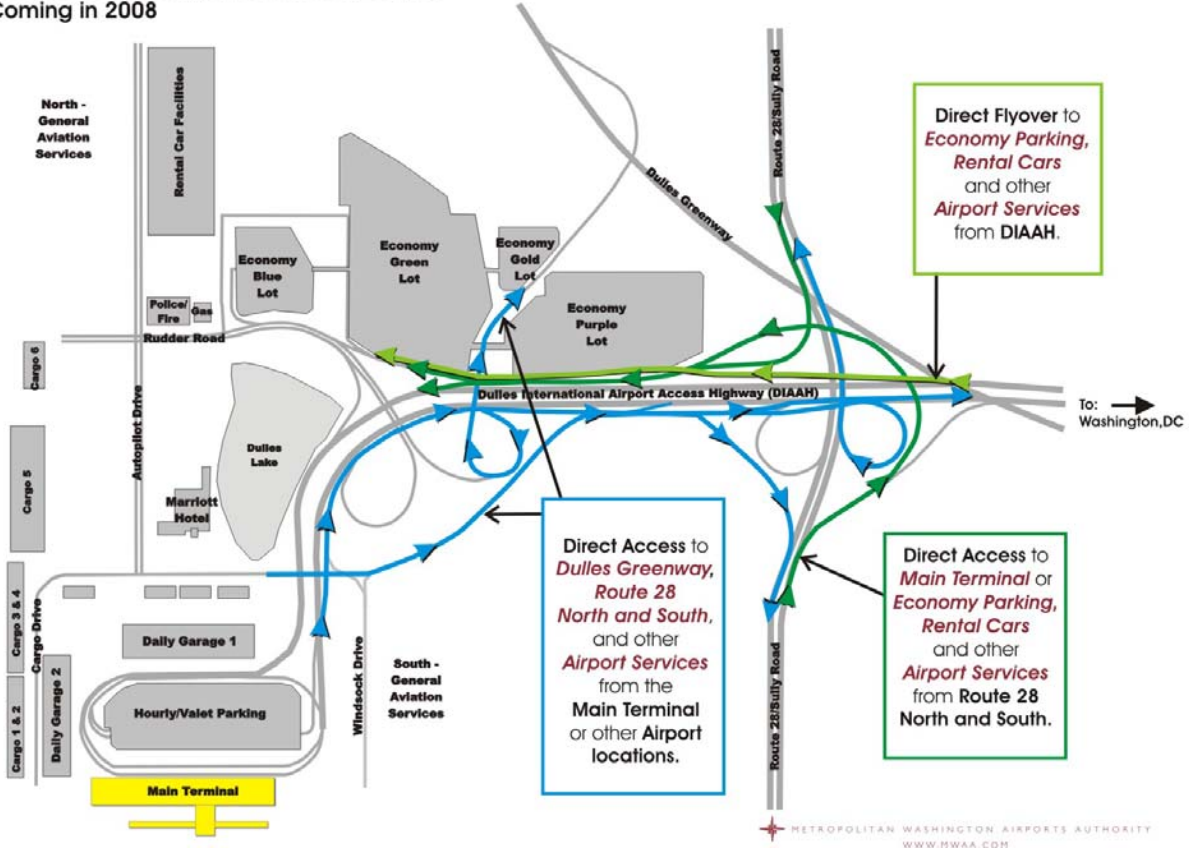 Coming in 2008
North -
General
Aviation
Services
Rental Car Facilities
Route 28/Sully Road
Direct Flyover to
Economy Parking,
Rental Cars
and other
Airport Services
from DIAAH.
Dulles Greenway
Economy
Blue
Lot
Economy
Green
Lot
Economy
Gold
Lot
Economy
Purple
Lot
Police/
Fire
Gas
Rudder Road
Cargo 6
Autopilot Drive
Dulles International Airport Access Highway (DIAAH)
To:
Washington,DC
Dulles
Lake
Cargo 5
Marriott
Hotel
Direct Access to
Dulles Greenway,
Route 28
North and South,
and other
Airport Services
from the
Main Terminal
or other Airport
locations.
Direct Access to
Main Terminal or
Economy Parking,
Rental Cars
and other
Airport Services
from Route 28
North and South.
Cargo 3 & 4
Cargo Drive
Daily Garage 1
Cargo 1 & 2
Daily Garage 2
Hourly/Valet Parking
Windsock Drive
South -
General
Aviation
Services
Route 28/Sully Road
Main Terminal
METROPOLITAN WASHINGTON AIRPORTS AUTHORITY
WWW.MWAA.COM